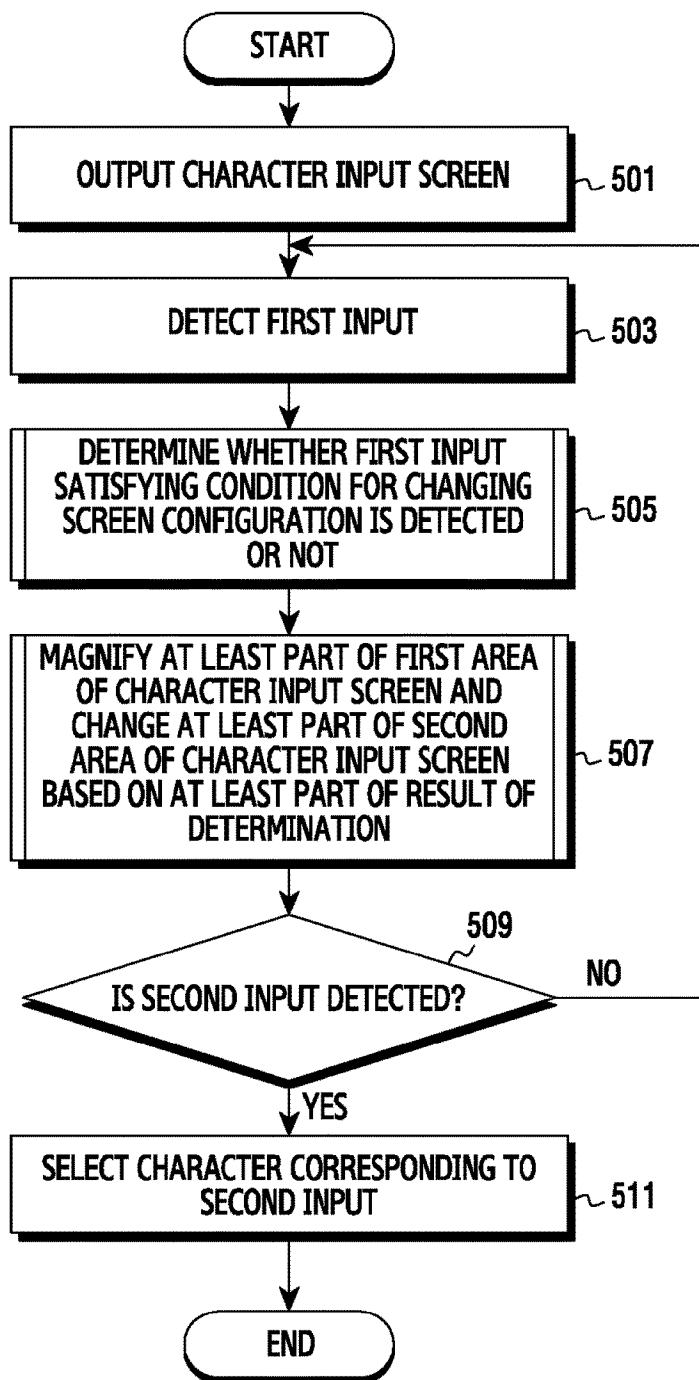 START
OUTPUT CHARACTER INPUT SCREEN
501
DETECT FIRST INPUT
503
DETERMINE WHETHER FIRST INPUT
SATISFYING CONDITION FOR CHANGING
SCREEN CONFIGURATION IS DETECTED
OR NOT
505
MAGNIFY AT LEAST PART OF FIRST AREA
OF CHARACTER INPUT SCREEN AND
CHANGE AT LEAST PART OF SECOND
AREA OF CHARACTER INPUT SCREEN
BASED ON AT LEAST PART OF RESULT OF
DETERMINATION
507
509
IS SECOND INPUT DETECTED?
NO
YES
SELECT CHARACTER CORRESPONDING TO
SECOND INPUT
511
END